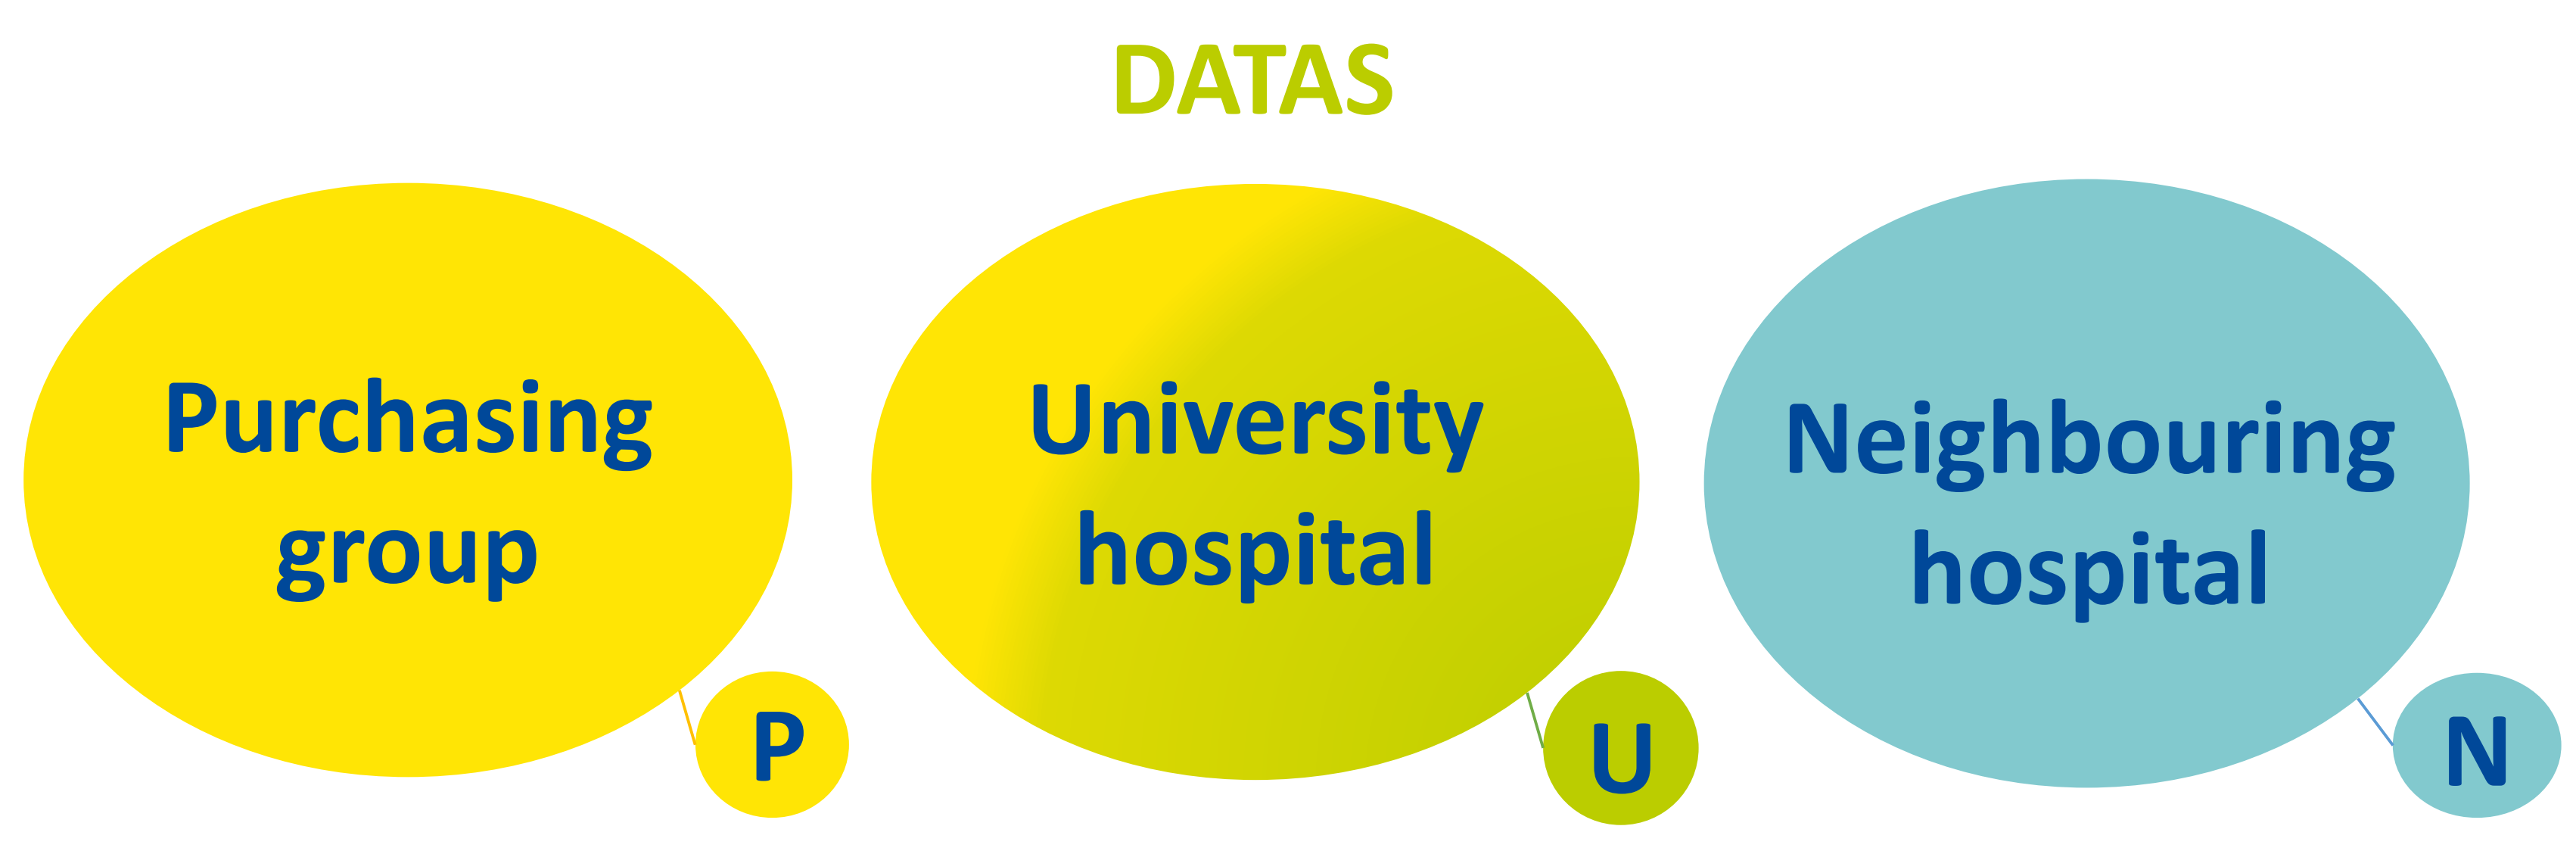 DATAS
Purchasing
group
P
University
hospital
U
Neighbouring
hospital
N